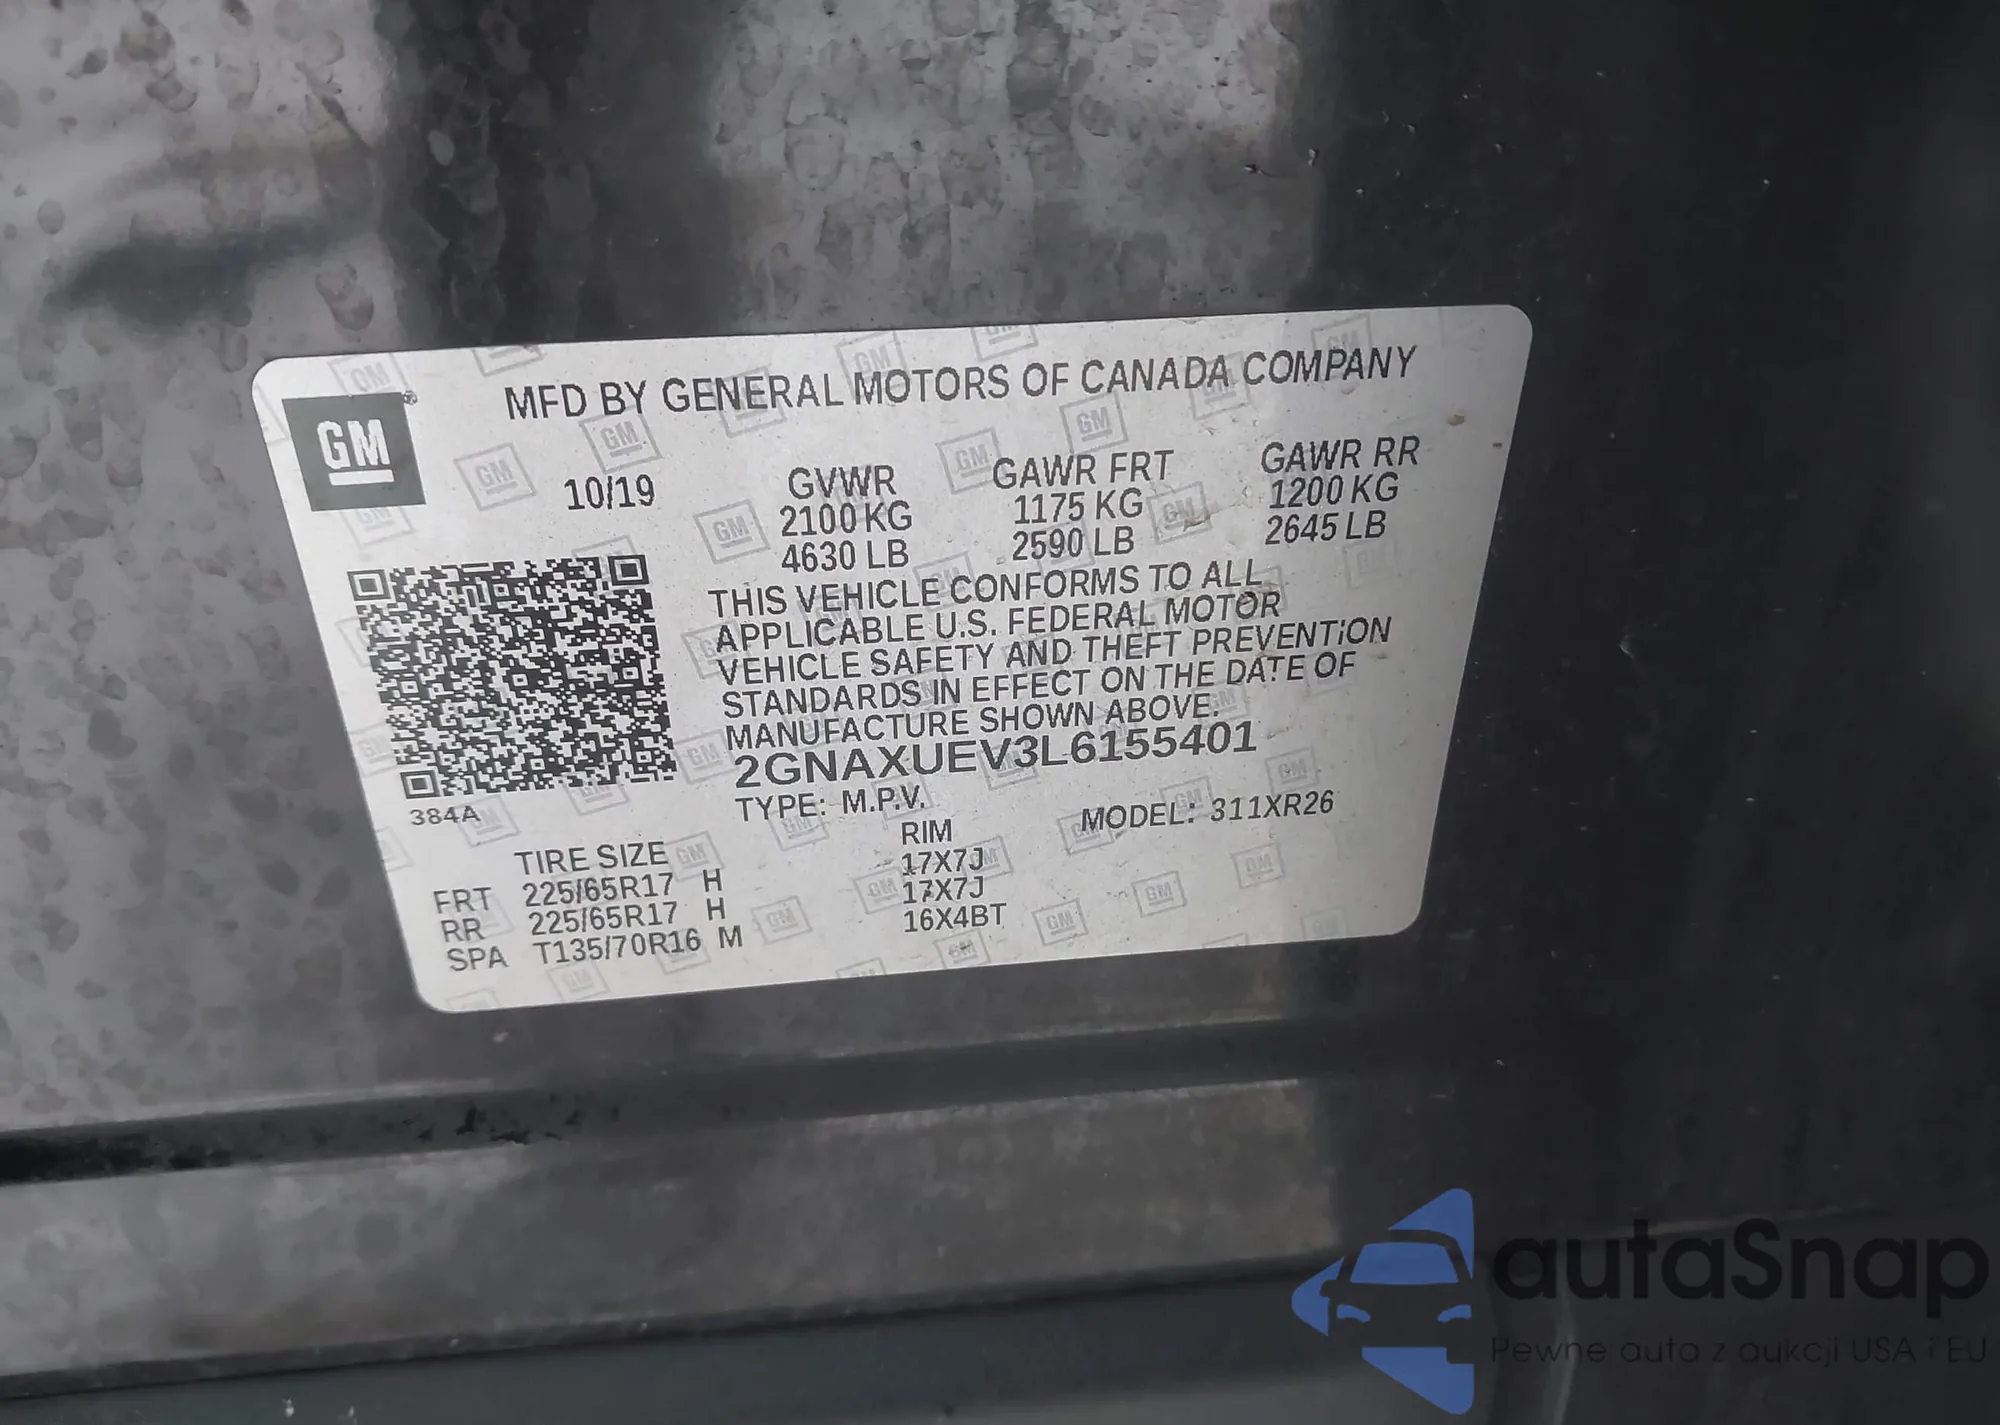 GM
MFD BY GENERAL MOTORS OF CANADA COMPANY
10/19
GVWR GAWR FRT GAWR RR
2100 KG 1175 KG 1200 KG
4630 LB 2590 LB 2645 LB
THIS VEHICLE CONFORMS TO ALL
APPLICABLE U.S. FEDERAL MOTOR
VEHICLE SAFETY AND THEFT PREVENTION
STANDARDS IN EFFECT ON THE DATE OF
MANUFACTURE SHOWN ABOVE.
2GNAXUEV3L6155401
384A
TYPE: M.P.V. MODEL: 311XR26
TIRE SIZE RIM
FRT 225/65R17 H 17X7J
RR 225/65R17 H 17X7J
SPA T135/70R16 M 16X4BT
autaSnap
Pewne auta z aukcji USA i EU